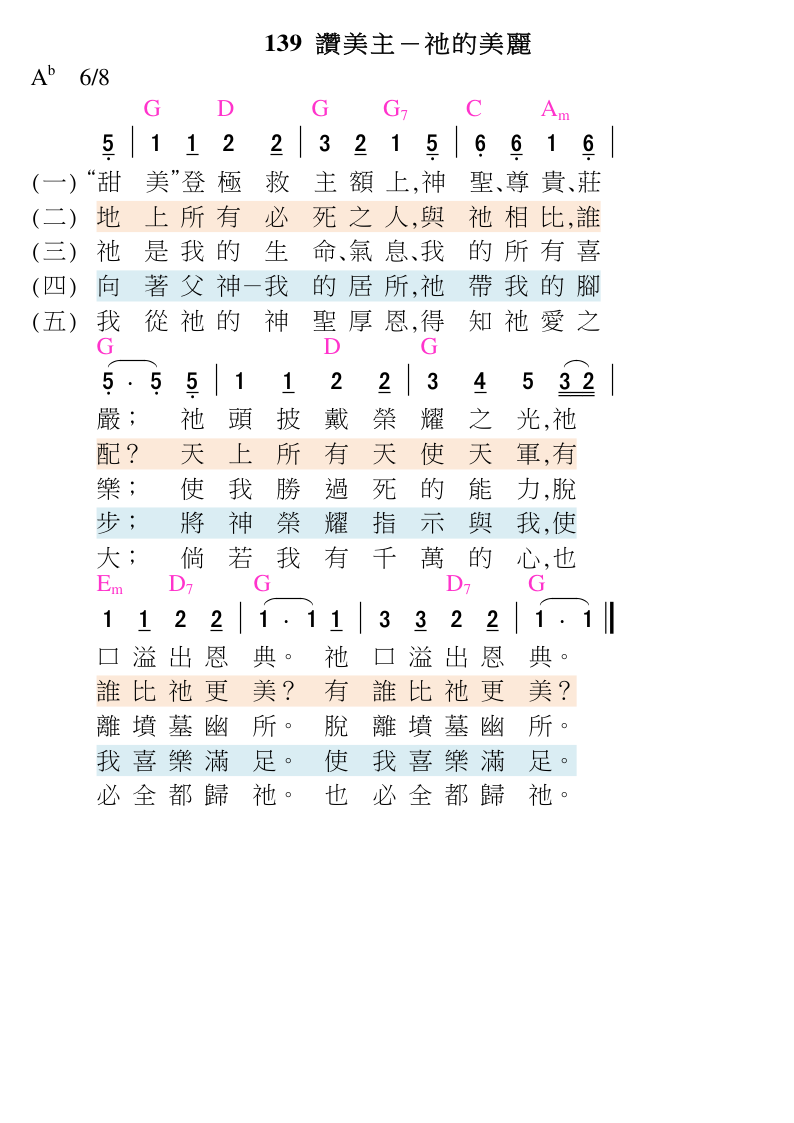 139 讚美主－祂的美麗
Ab 6/8
G D G G7 C Am
5 | 1 1 2 2 | 3 2 1 5 | 6 6 1 6 |
(一) “甜美”登極救主額上,神聖、尊貴、莊
(二) 地上所有必死之人,與祂相比,誰
(三) 祂是我的生命、氣息、我的所有喜
(四) 向著父神－我的居所,祂帶我的腳
(五) 我從祂的神聖厚恩,得知祂愛之
G D G
5 · 5 5 | 1 1 2 2 | 3 4 5 3 2 |
嚴； 祂頭披戴榮耀之光,祂
配？ 天上所有天使天軍,有
樂； 使我勝過死的能力,脫
步； 將神榮耀指示與我,使
大； 倘若我有千萬的心,也
Em D7 G D7 G
1 1 2 2 | 1 · 1 1 | 3 3 2 2 | 1 · 1
口溢出恩典。 祂口溢出恩典。
誰比祂更美？ 有誰比祂更美？
離墳墓幽所。 脫離墳墓幽所。
我喜樂滿足。 使我喜樂滿足。
必全都歸祂。 也必全都歸祂。